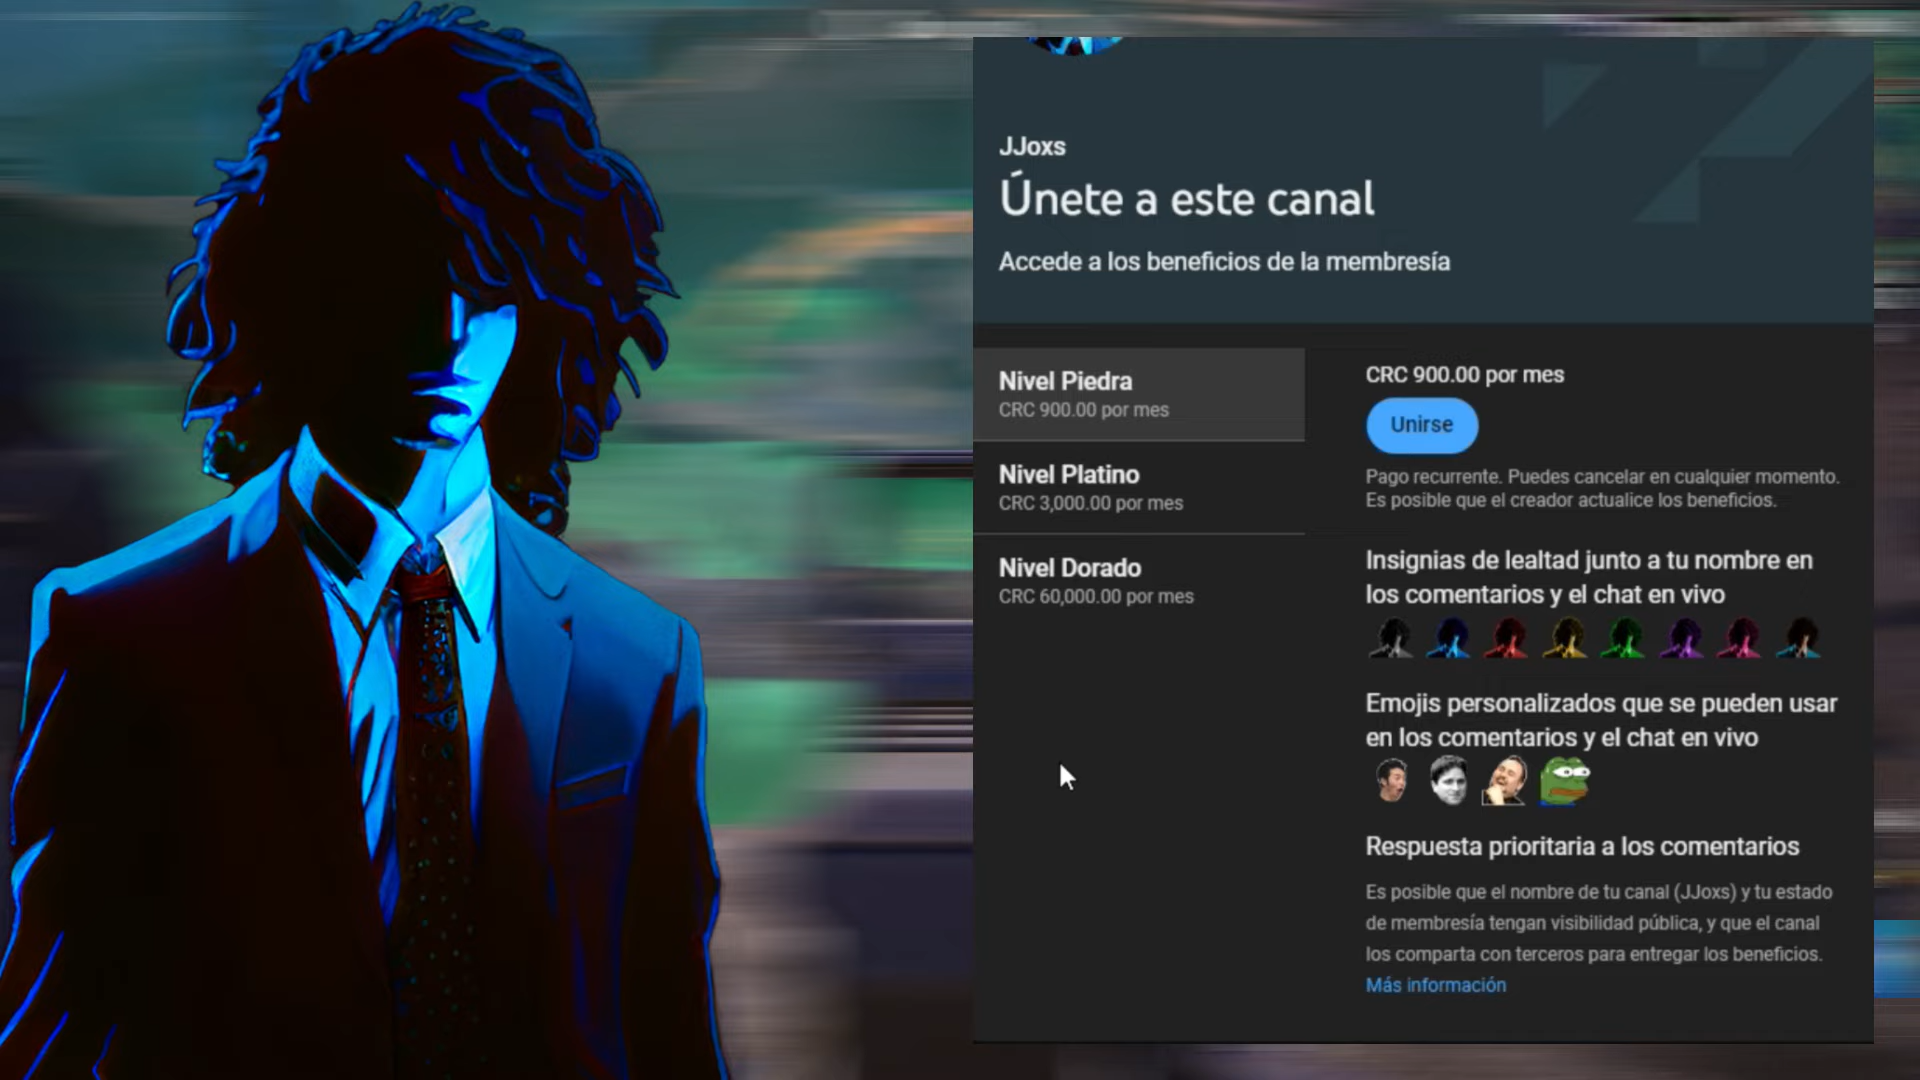 JJoxs
Únete a este canal
Accede a los beneficios de la membresía
Nivel Piedra
CRC 900.00 por mes
Nivel Platino
CRC 3,000.00 por mes
Nivel Dorado
CRC 60,000.00 por mes
CRC 900.00 por mes
Unirse
Pago recurrente. Puedes cancelar en cualquier momento.
Es posible que el creador actualice los beneficios.
Insignias de lealtad junto a tu nombre en
los comentarios y el chat en vivo
Emojis personalizados que se pueden usar
en los comentarios y el chat en vivo
Respuesta prioritaria a los comentarios
Es posible que el nombre de tu canal (JJoxs) y tu estado
de membresía tengan visibilidad pública, y que el canal
los comparta con terceros para entregar los beneficios.
Más información